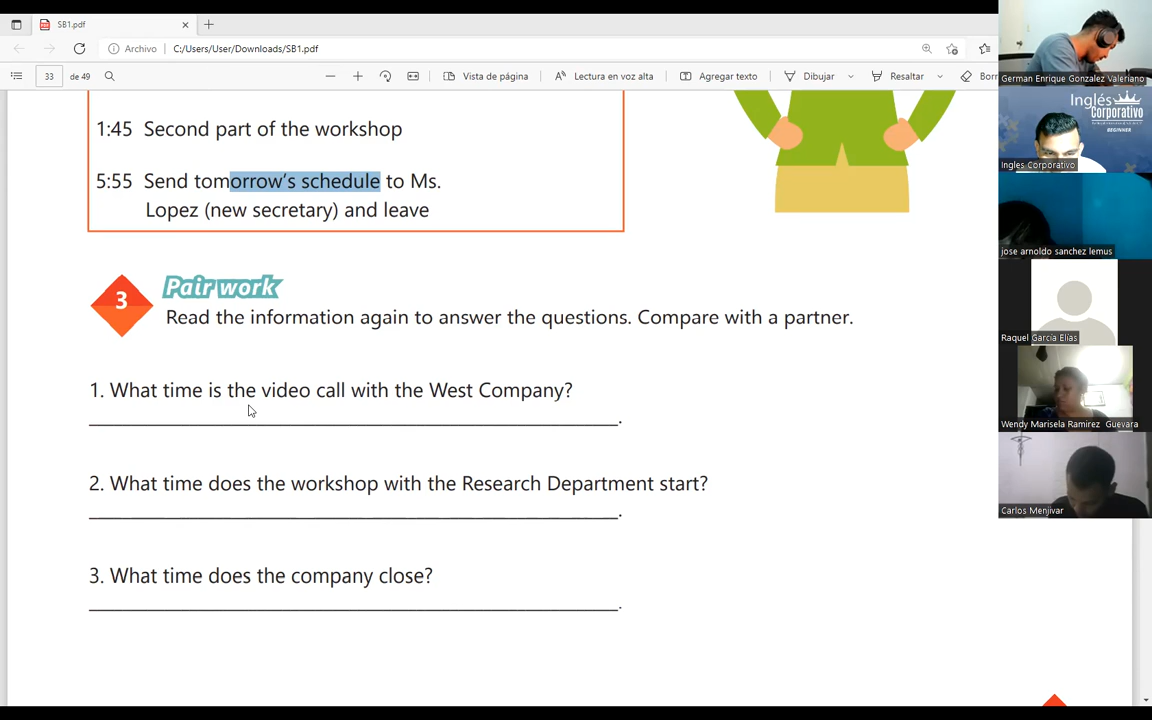 SB1.pdf
Archivo C:/Users/User/Downloads/SB1.pdf
33 de 49 Vista de página Lectura en voz alta Agregar texto Dibujar Resaltar Borr
1:45 Second part of the workshop
5:55 Send tomorrow's schedule to Ms.
Lopez (new secretary) and leave
3 Pair work
Read the information again to answer the questions. Compare with a partner.
1. What time is the video call with the West Company?
.
2. What time does the workshop with the Research Department start?
.
3. What time does the company close?
.
German Enrique Gonzalez Valeriano
Inglés
Corporativo
BEGINNER
Ingles Corporativo
jose arnoldo sanchez lemus
Raquel García Elías
Wendy Marisela Ramirez Guevara
Carlos Menjivar